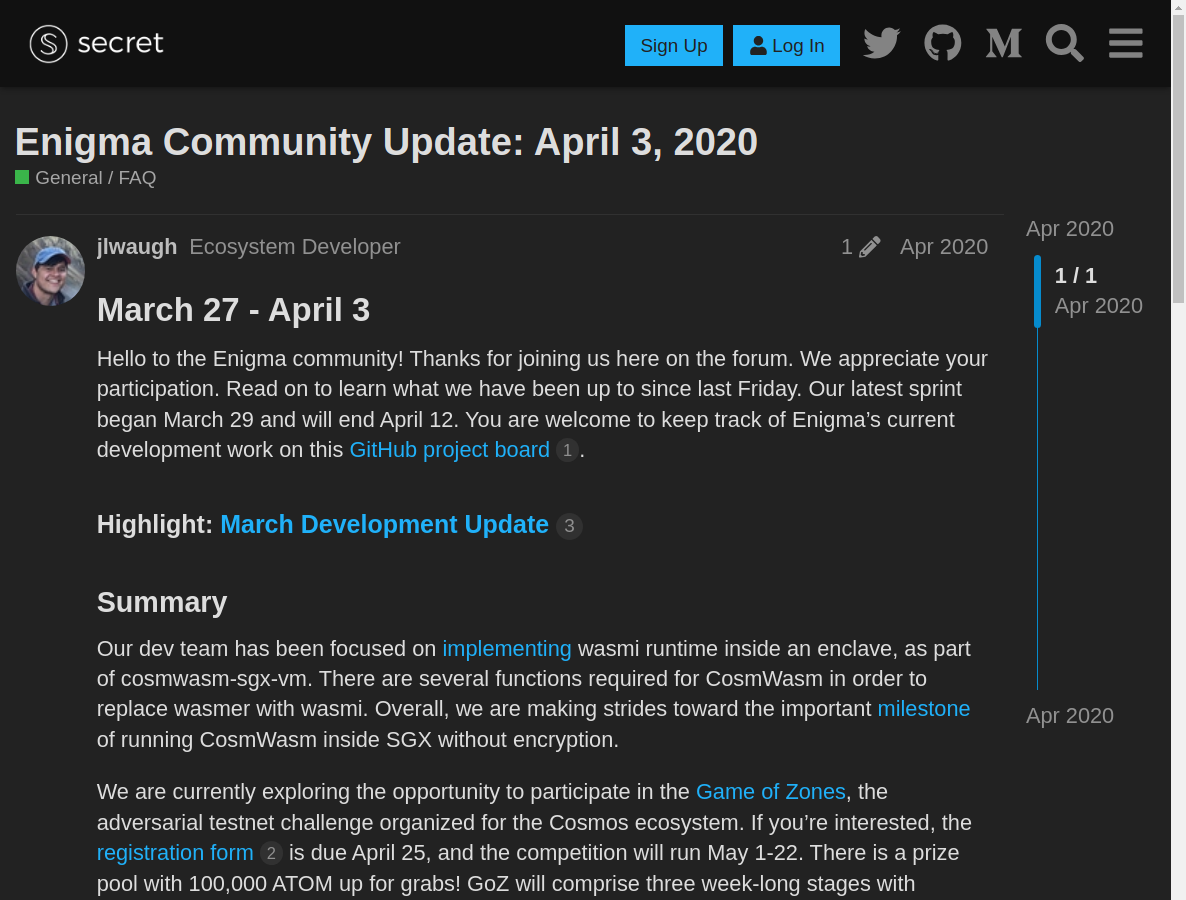 secret
Sign Up
Log In
Enigma Community Update: April 3, 2020
General / FAQ
jlwaugh Ecosystem Developer
1
Apr 2020
Apr 2020
1 / 1
Apr 2020
March 27 - April 3
Hello to the Enigma community! Thanks for joining us here on the forum. We appreciate your
participation. Read on to learn what we have been up to since last Friday. Our latest sprint
began March 29 and will end April 12. You are welcome to keep track of Enigma’s current
development work on this GitHub project board 1.
Highlight: March Development Update 3
Summary
Our dev team has been focused on implementing wasmi runtime inside an enclave, as part
of cosmwasm-sgx-vm. There are several functions required for CosmWasm in order to
replace wasmer with wasmi. Overall, we are making strides toward the important milestone
of running CosmWasm inside SGX without encryption.
Apr 2020
We are currently exploring the opportunity to participate in the Game of Zones, the
adversarial testnet challenge organized for the Cosmos ecosystem. If you’re interested, the
registration form 2 is due April 25, and the competition will run May 1-22. There is a prize
pool with 100,000 ATOM up for grabs! GoZ will comprise three week-long stages with